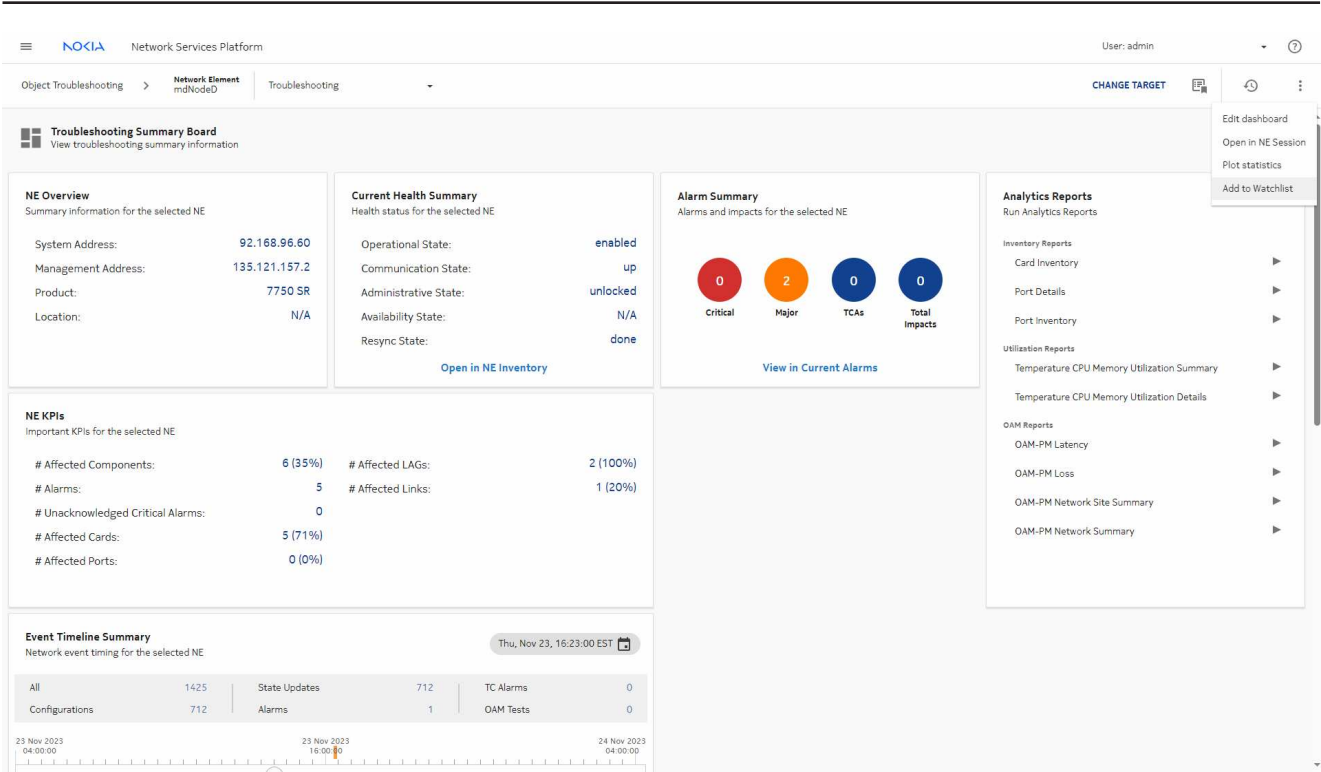 NOKIA Network Services Platform User: admin
Object Troubleshooting > Network Element mdNodeD Troubleshooting CHANGE TARGET
Edit dashboard
Open in NE Session
Plot statistics
Add to Watchlist
Troubleshooting Summary Board
View troubleshooting summary information
NE Overview
Summary information for the selected NE
System Address: 92.168.96.60
Management Address: 135.121.157.2
Product: 7750 SR
Location: N/A
Current Health Summary
Health status for the selected NE
Operational State: enabled
Communication State: up
Administrative State: unlocked
Availability State: N/A
Resync State: done
Open in NE Inventory
Alarm Summary
Alarms and impacts for the selected NE
0 2 0 0
Critical Major TCAs Total Impacts
View in Current Alarms
Analytics Reports
Run Analytics Reports
Inventory Reports
Card Inventory
Port Details
Port Inventory
Utilization Reports
Temperature CPU Memory Utilization Summary
Temperature CPU Memory Utilization Details
OAM Reports
OAM-PM Latency
OAM-PM Loss
OAM-PM Network Site Summary
OAM-PM Network Summary
NE KPIs
Important KPIs for the selected NE
# Affected Components: 6 (35%) # Affected LAGs: 2 (100%)
# Alarms: 5 # Affected Links: 1 (20%)
# Unacknowledged Critical Alarms: 0
# Affected Cards: 5 (71%)
# Affected Ports: 0 (0%)
Event Timeline Summary
Network event timing for the selected NE
Thu, Nov 23, 16:23:00 EST
All 1425 State Updates 712 TC Alarms 0
Configurations 712 Alarms 1 OAM Tests 0
23 Nov 2023 23 Nov 2023 24 Nov 2023
04:00:00 16:00:00 04:00:00